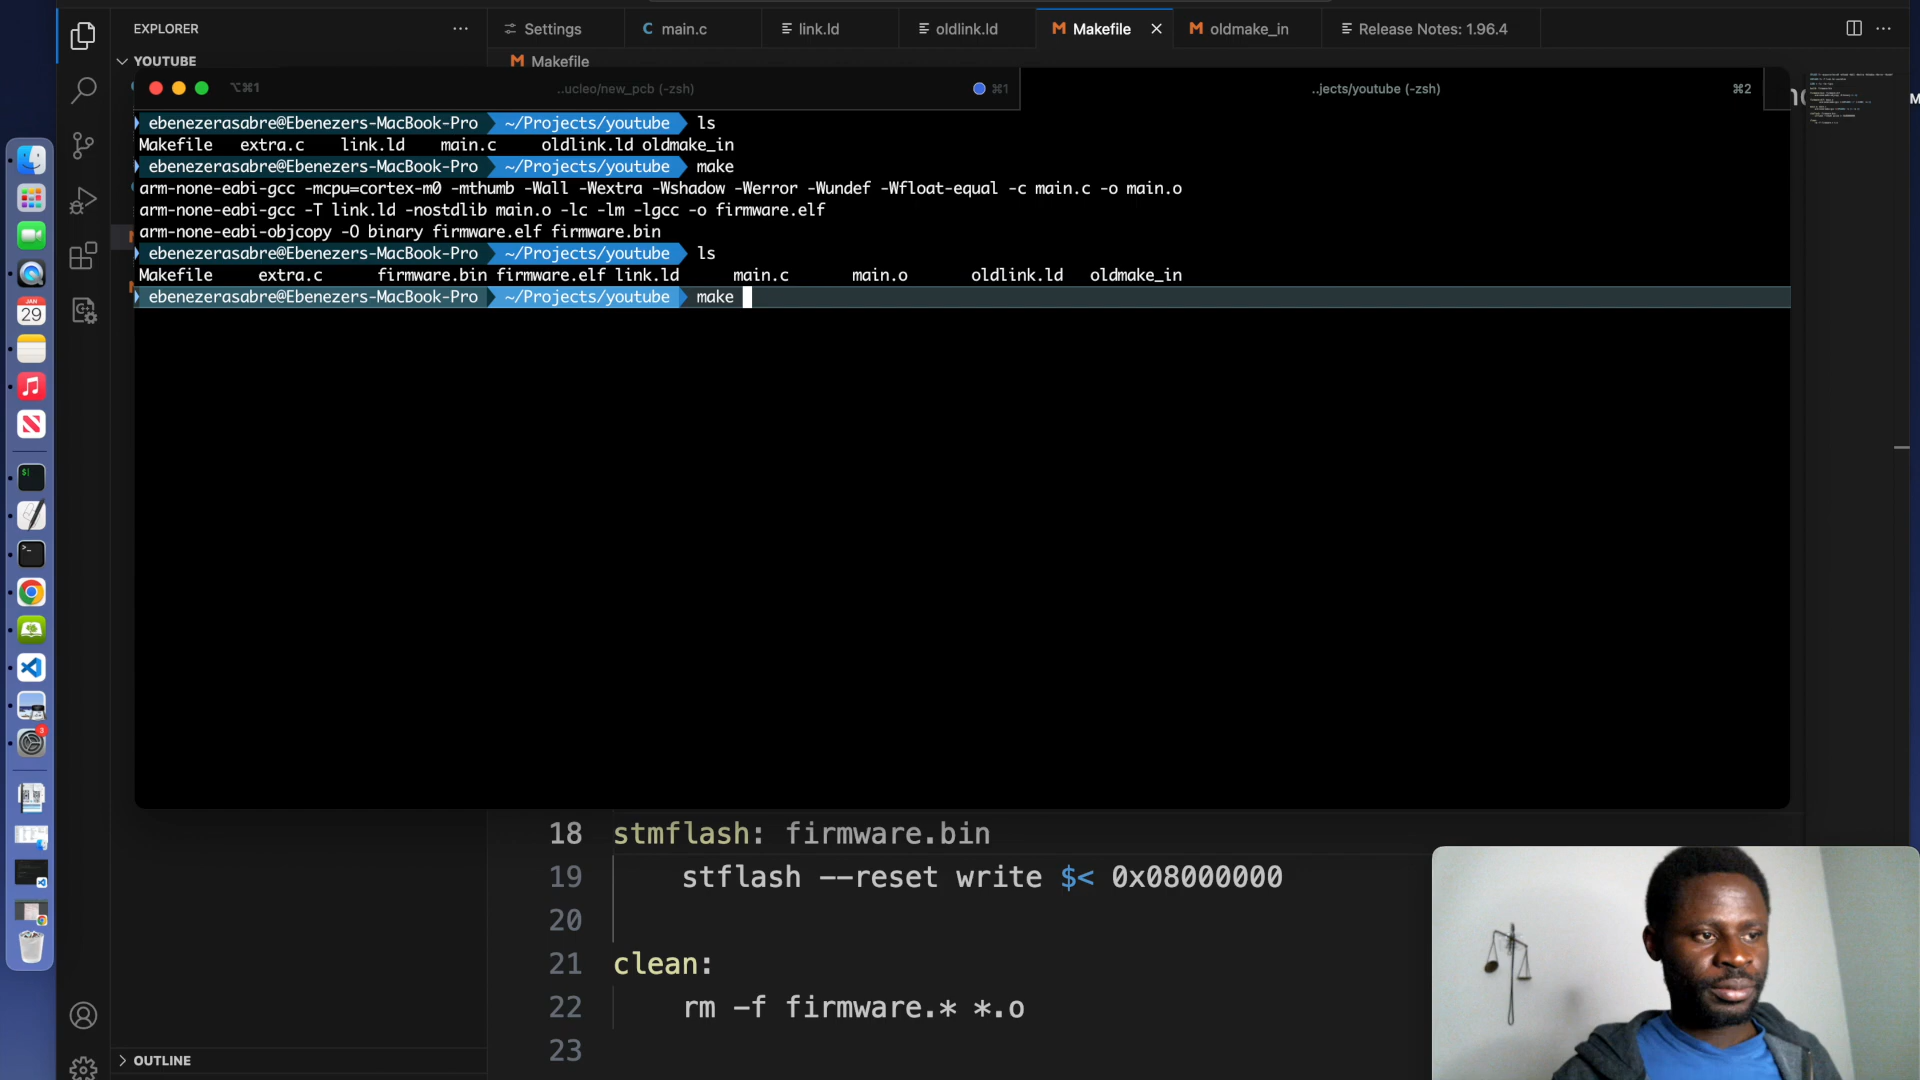 EXPLORER
Settings
C main.c
link.ld
oldlink.ld
M Makefile
M oldmake_in
Release Notes: 1.96.4
YOUTUBE
M Makefile
⌥⌘1
..ucleo/new_pcb (-zsh)
⌘1
..jects/youtube (-zsh)
⌘2
ebenezerasabre@Ebenezers-MacBook-Pro ~/Projects/youtube ls
Makefile extra.c link.ld main.c oldlink.ld oldmake_in
ebenezerasabre@Ebenezers-MacBook-Pro ~/Projects/youtube make
arm-none-eabi-gcc -mcpu=cortex-m0 -mthumb -Wall -Wextra -Wshadow -Werror -Wundef -Wfloat-equal -c main.c -o main.o
arm-none-eabi-gcc -T link.ld -nostdlib main.o -lc -lm -lgcc -o firmware.elf
arm-none-eabi-objcopy -O binary firmware.elf firmware.bin
ebenezerasabre@Ebenezers-MacBook-Pro ~/Projects/youtube ls
Makefile extra.c firmware.bin firmware.elf link.ld main.c main.o oldlink.ld oldmake_in
ebenezerasabre@Ebenezers-MacBook-Pro ~/Projects/youtube make
JAN
29
3
18 stmflash: firmware.bin
19 stflash --reset write $< 0x08000000
20
21 clean:
22 rm -f firmware.* *.o
23
OUTLINE